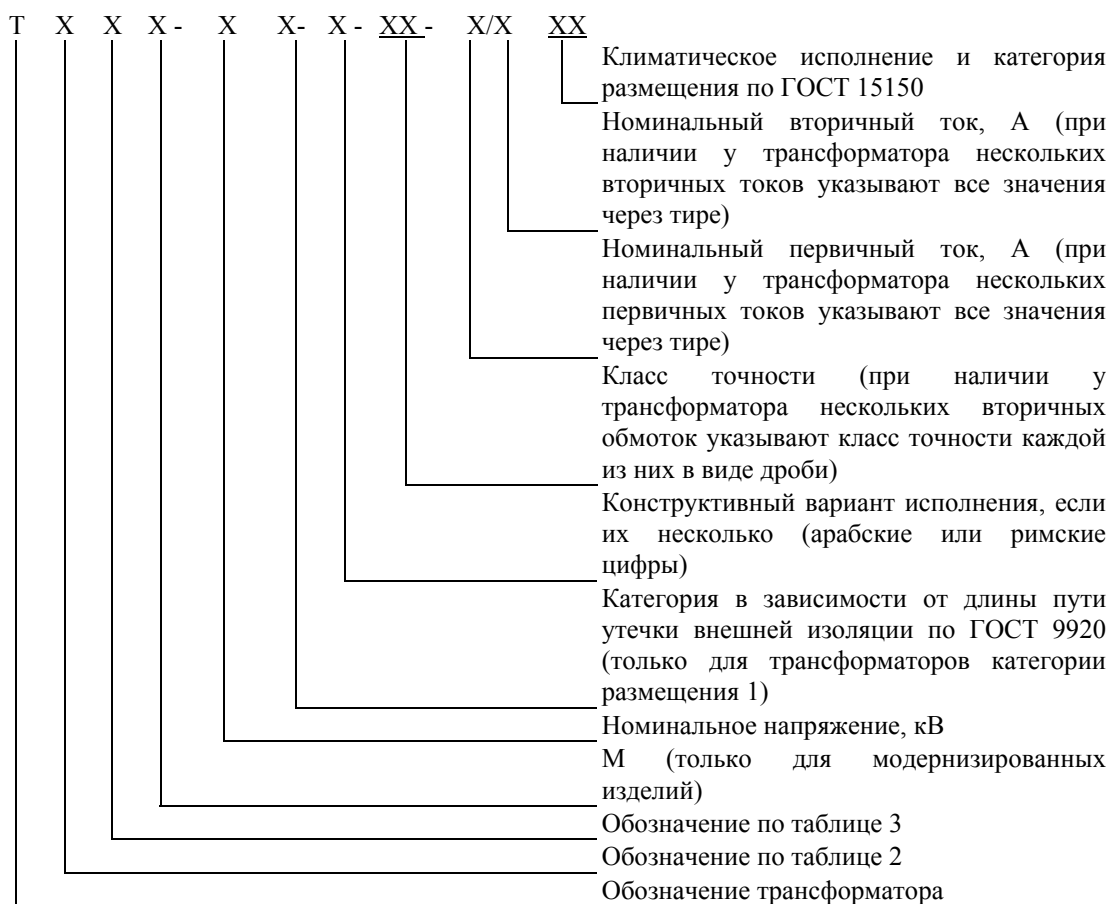 Т Х Х Х - Х Х- Х - ХХ - Х/Х ХХ
Климатическое исполнение и категория
размещения по ГОСТ 15150
Номинальный вторичный ток, А (при
наличии у трансформатора нескольких
вторичных токов указывают все значения
через тире)
Номинальный первичный ток, А (при
наличии у трансформатора нескольких
первичных токов указывают все значения
через тире)
Класс точности (при наличии у
трансформатора нескольких вторичных
обмоток указывают класс точности каждой
из них в виде дроби)
Конструктивный вариант исполнения, если
их несколько (арабские или римские
цифры)
Категория в зависимости от длины пути
утечки внешней изоляции по ГОСТ 9920
(только для трансформаторов категории
размещения 1)
Номинальное напряжение, кВ
М (только для модернизированных
изделий)
Обозначение по таблице 3
Обозначение по таблице 2
Обозначение трансформатора